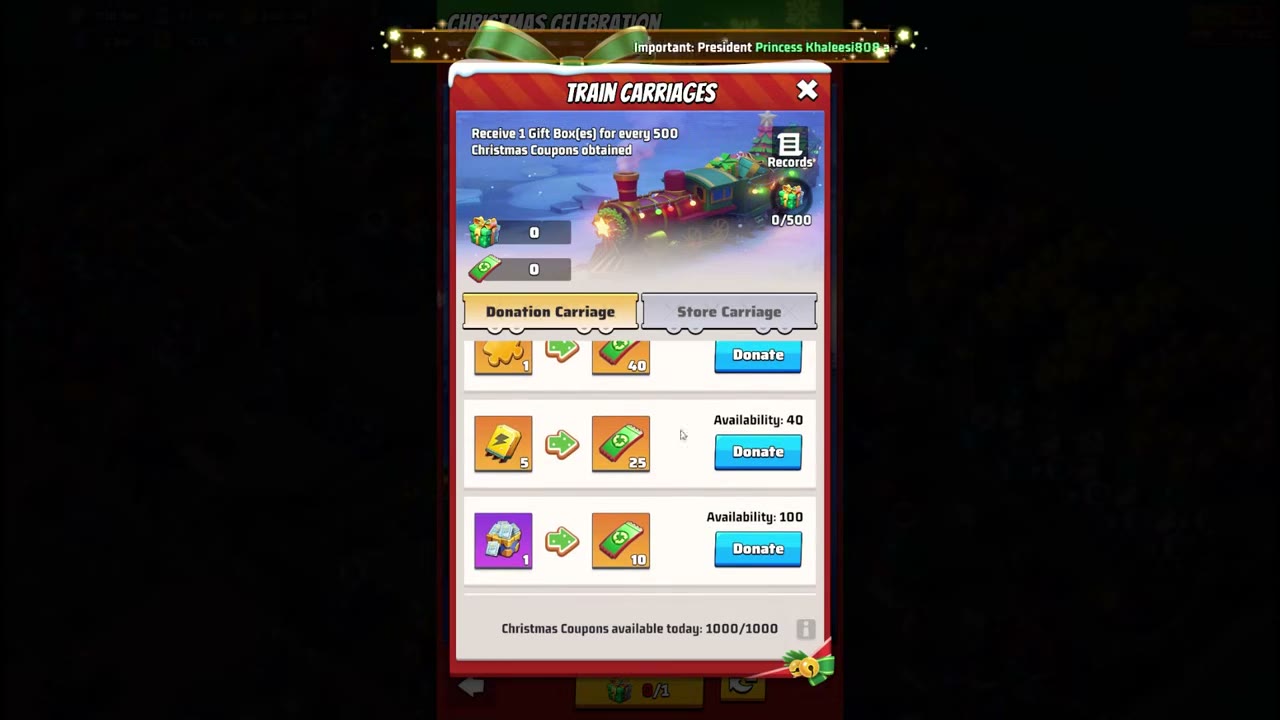 CHRISTMAS CELEBRATION
Important: President Princess Khaleesi808 a
TRAIN CARRIAGES
Receive 1 Gift Box(es) for every 500
Christmas Coupons obtained
Records
0/500
0
0
Donation Carriage
Store Carriage
1
40
Donate
Availability: 40
5
25
Donate
Availability: 100
1
10
Donate
Christmas Coupons available today: 1000/1000
0/1